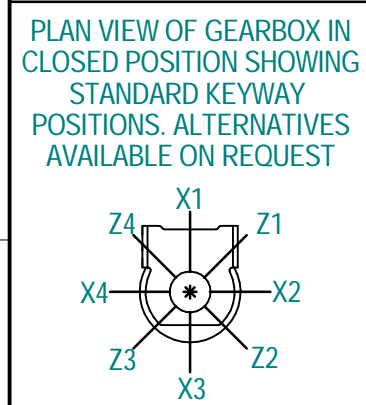 PLAN VIEW OF GEARBOX IN
CLOSED POSITION SHOWING
STANDARD KEYWAY
POSITIONS. ALTERNATIVES
AVAILABLE ON REQUEST
X1
Z4 Z1
X4 X2
Z3 Z2
X3